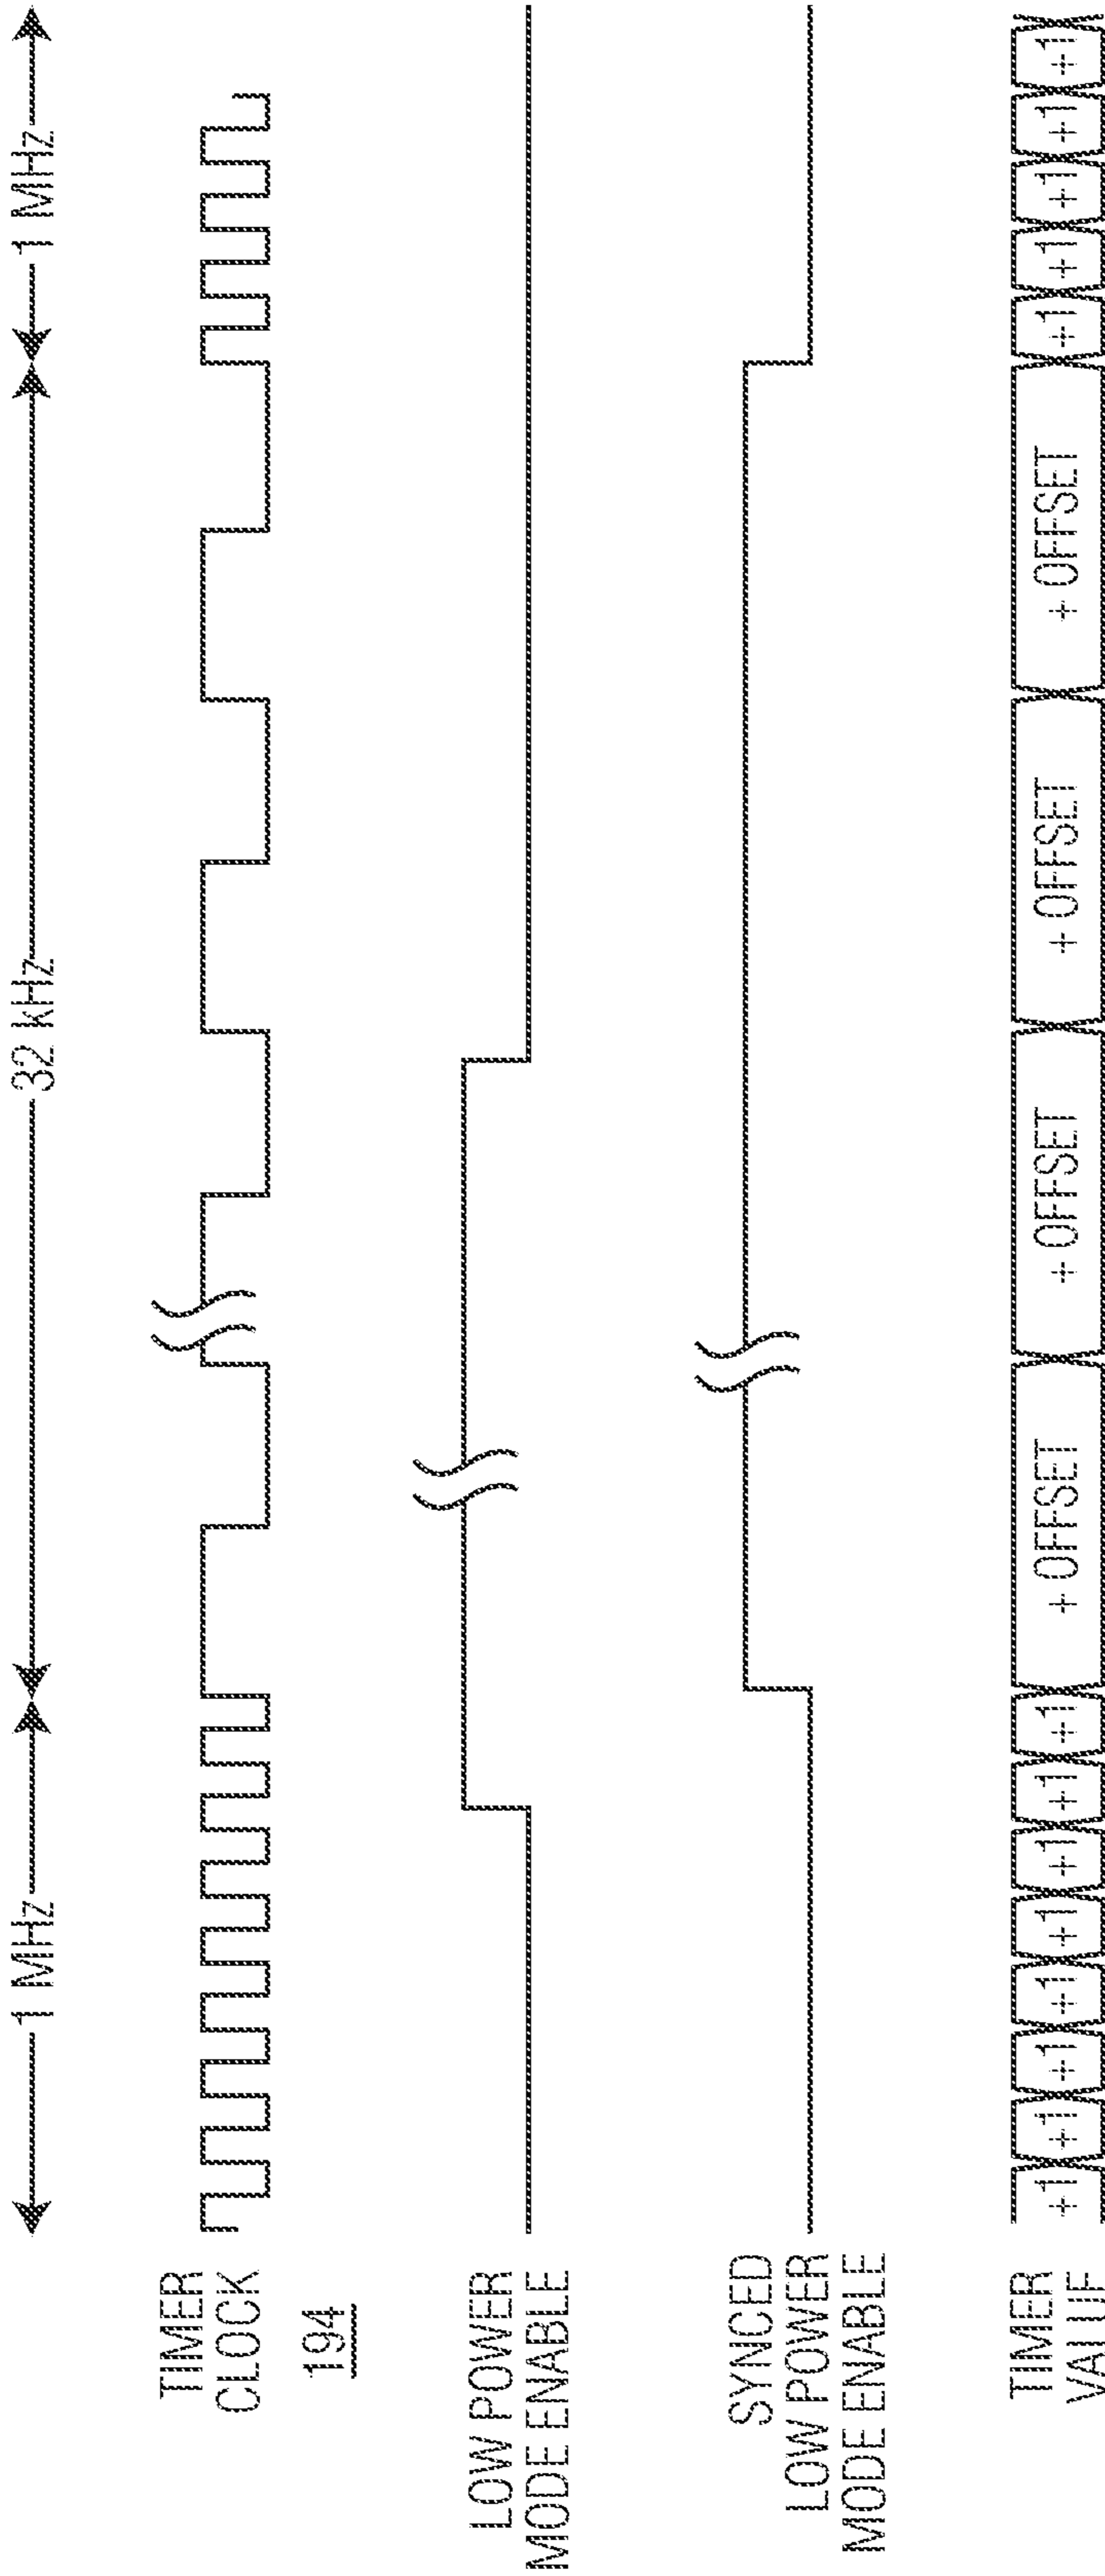 1 MHz
32 kHz
1 MHz
TIMER
CLOCK
194
LOW POWER
MODE ENABLE
SYNCED
LOW POWER
MODE ENABLE
TIMER
VALUE
+1 +1 +1 +1 +1 +1 +1 +1 + OFFSET + OFFSET + OFFSET + OFFSET +1 +1 +1 +1 +1